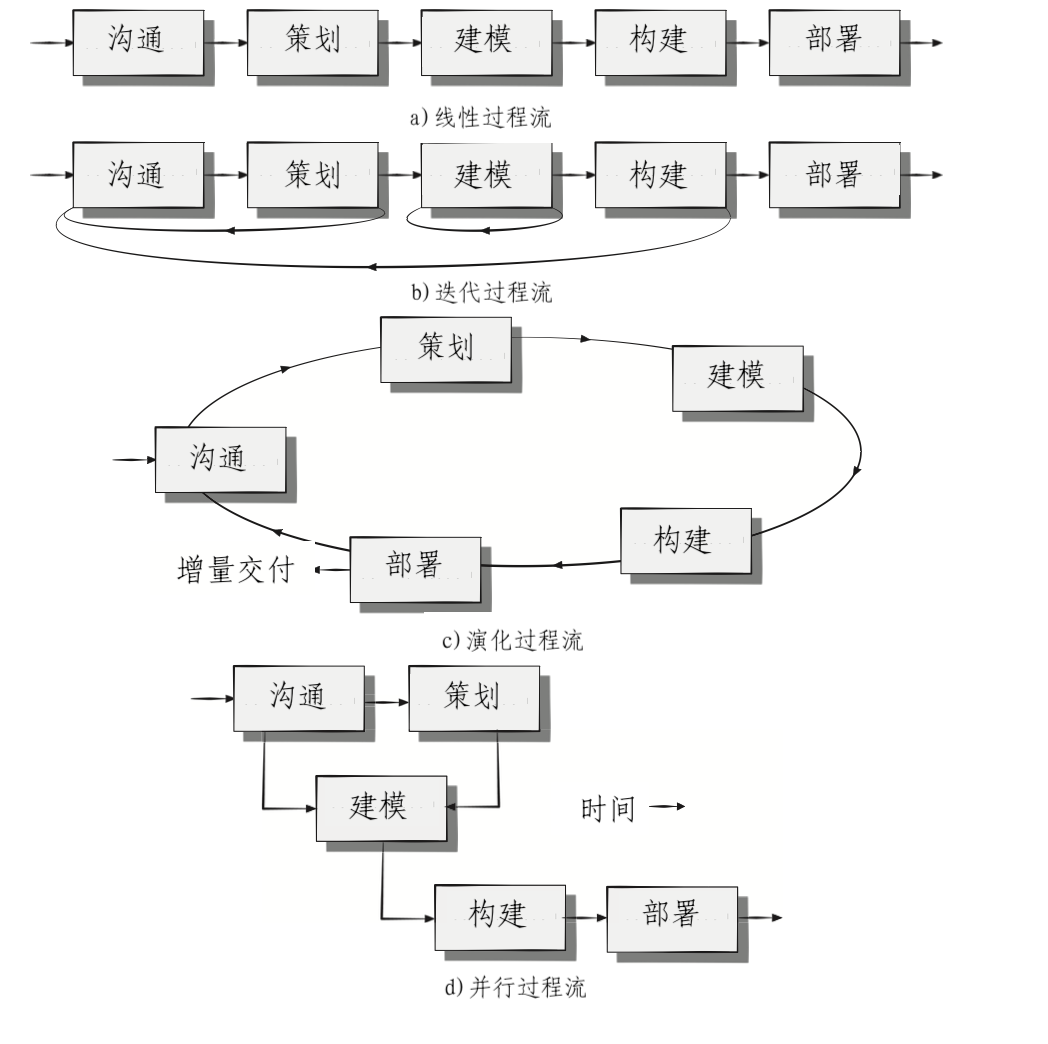 沟通 策划 建模 构建 部署
a)线性过程流
沟通 策划 建模 构建 部署
b)迭代过程流
策划
建模
沟通
构建
部署
增量交付
c)演化过程流
沟通 策划
建模
时间
构建 部署
d)并行过程流